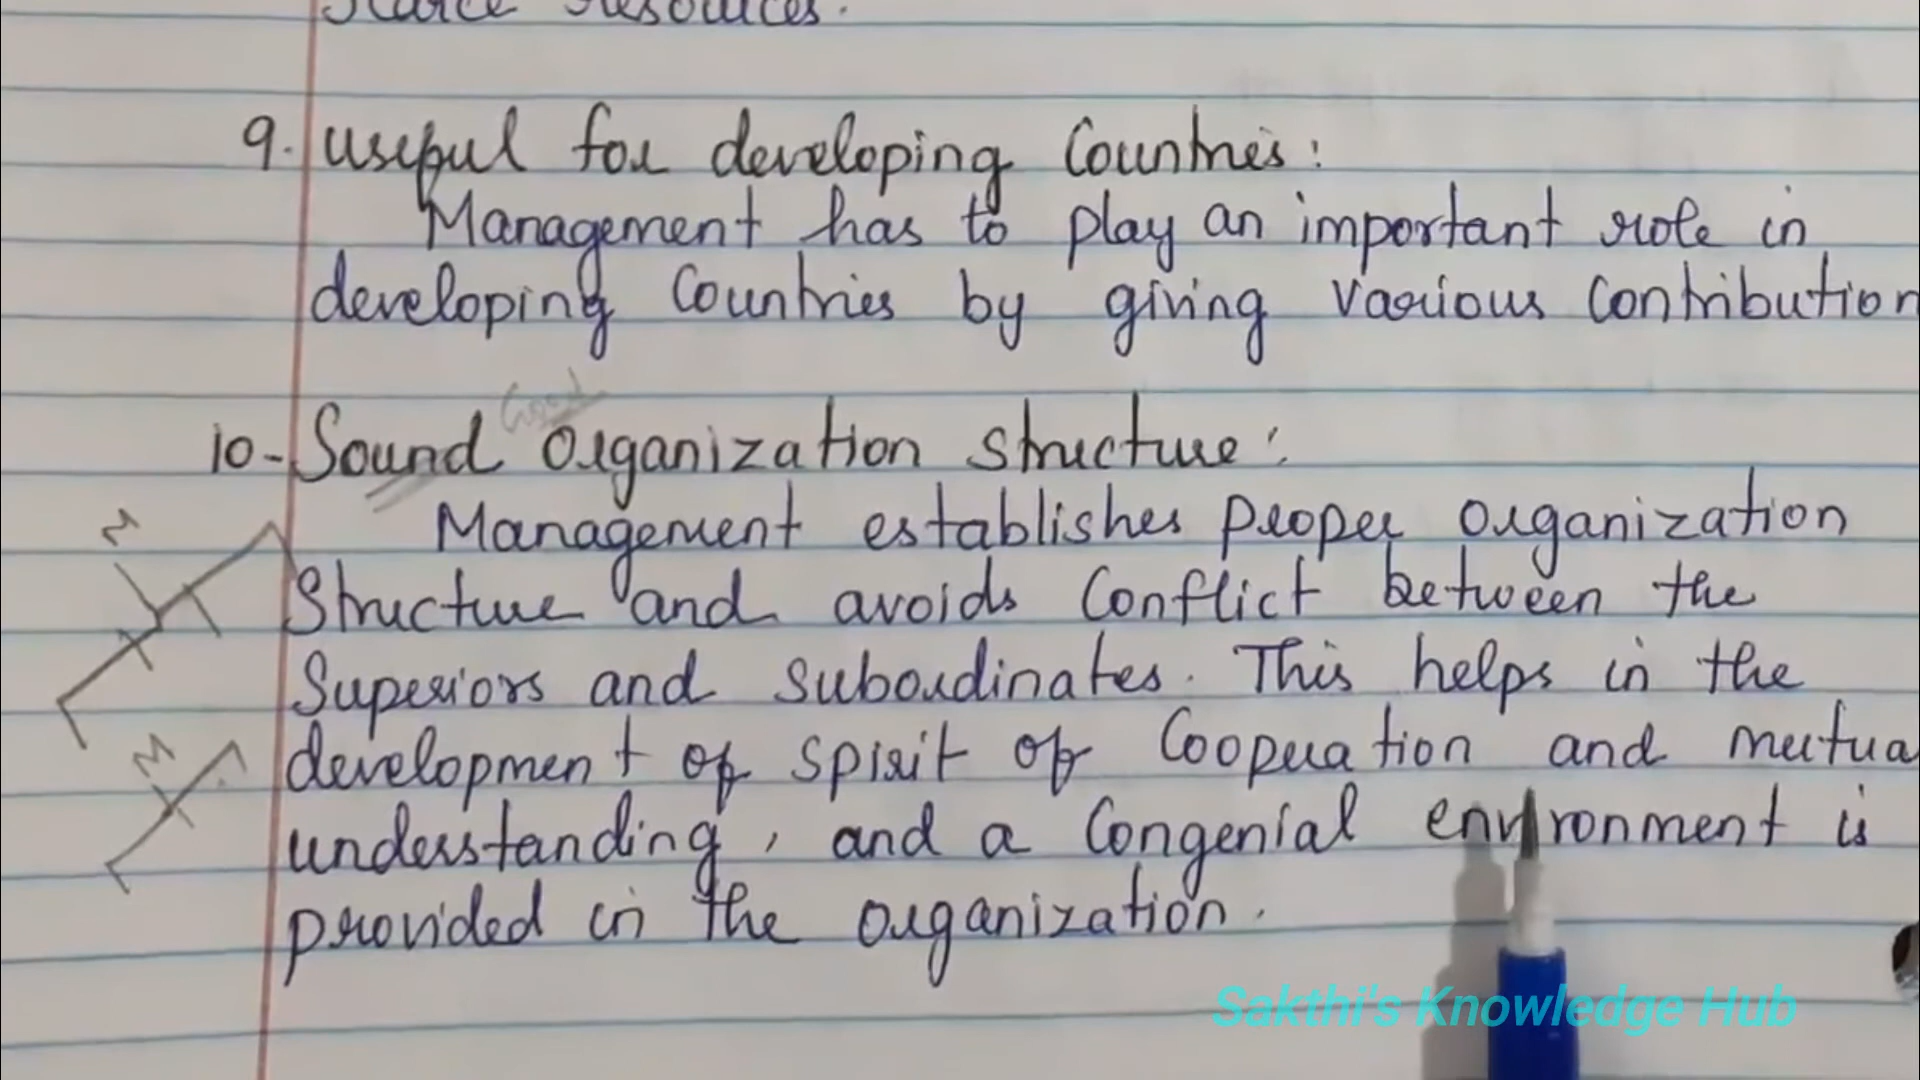 Scarce resources.
9. Useful for developing Countries:
Management has to play an important role in
developing Countries by giving various Contribution
Good
10- Sound Organization structure:
Management establishes proper organization
Structure and avoids Conflict between the
Superiors and subordinates. This helps in the
development of spirit of Cooperation and mutua
understanding, and a Congenial environment is
provided in the organization.
M
M
Sakthi's Knowledge Hub